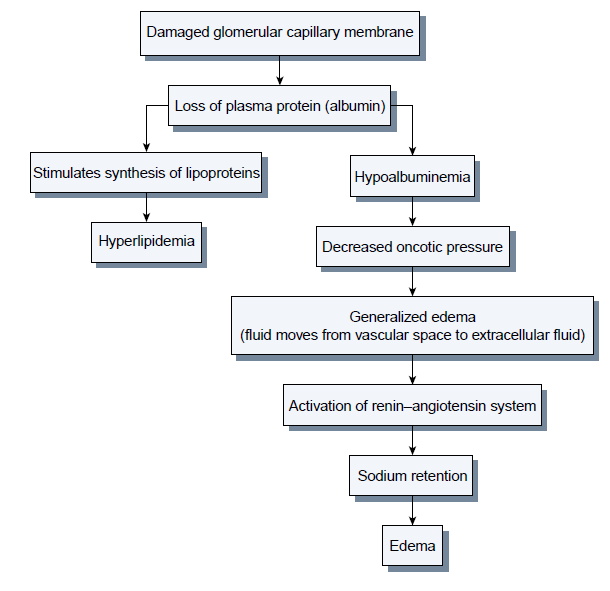 Damaged glomerular capillary membrane
Loss of plasma protein (albumin)
Stimulates synthesis of lipoproteins
Hyperlipidemia
Hypoalbuminemia
Decreased oncotic pressure
Generalized edema
(fluid moves from vascular space to extracellular fluid)
Activation of renin–angiotensin system
Sodium retention
Edema